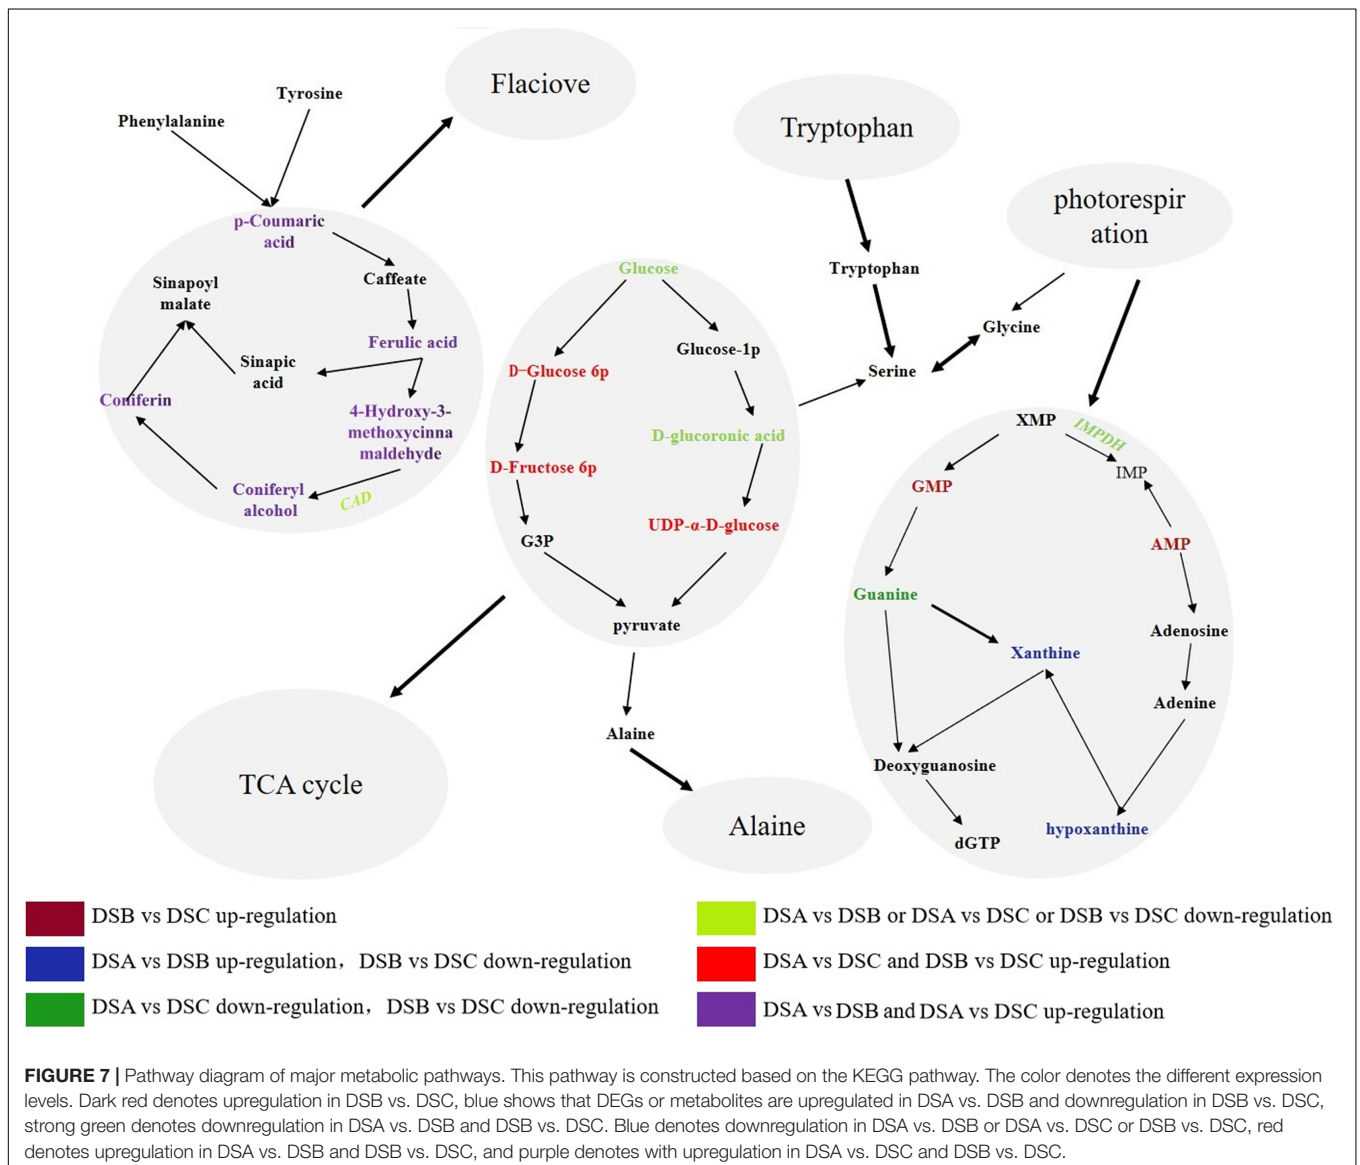 Flaciove
Tyrosine
Phenylalanine
Tryptophan
photorespir
ation
p-Coumaric
acid
Caffeate
Sinapoyl
malate
Ferulic acid
Sinapic
acid
Coniferin
4-Hydroxy-3-
methoxycinna
maldehyde
Coniferyl
alcohol
CAD
Glucose
D-Glucose 6p
Glucose-1p
D-glucoronic acid
D-Fructose 6p
UDP-α-D-glucose
G3P
pyruvate
Alaine
Alaine
TCA cycle
Tryptophan
Glycine
Serine
XMP
IMPDH
IMP
GMP
AMP
Guanine
Adenosine
Xanthine
Adenine
Deoxyguanosine
hypoxanthine
dGTP
DSB vs DSC up-regulation
DSA vs DSB up-regulation，DSB vs DSC down-regulation
DSA vs DSC down-regulation，DSB vs DSC down-regulation
DSA vs DSB or DSA vs DSC or DSB vs DSC down-regulation
DSA vs DSC and DSB vs DSC up-regulation
DSA vs DSB and DSA vs DSC up-regulation
FIGURE 7 | Pathway diagram of major metabolic pathways. This pathway is constructed based on the KEGG pathway. The color denotes the different expression
levels. Dark red denotes upregulation in DSB vs. DSC, blue shows that DEGs or metabolites are upregulated in DSA vs. DSB and downregulation in DSB vs. DSC,
strong green denotes downregulation in DSA vs. DSB and DSB vs. DSC. Blue denotes downregulation in DSA vs. DSB or DSA vs. DSC or DSB vs. DSC, red
denotes upregulation in DSA vs. DSB and DSB vs. DSC, and purple denotes with upregulation in DSA vs. DSC and DSB vs. DSC.